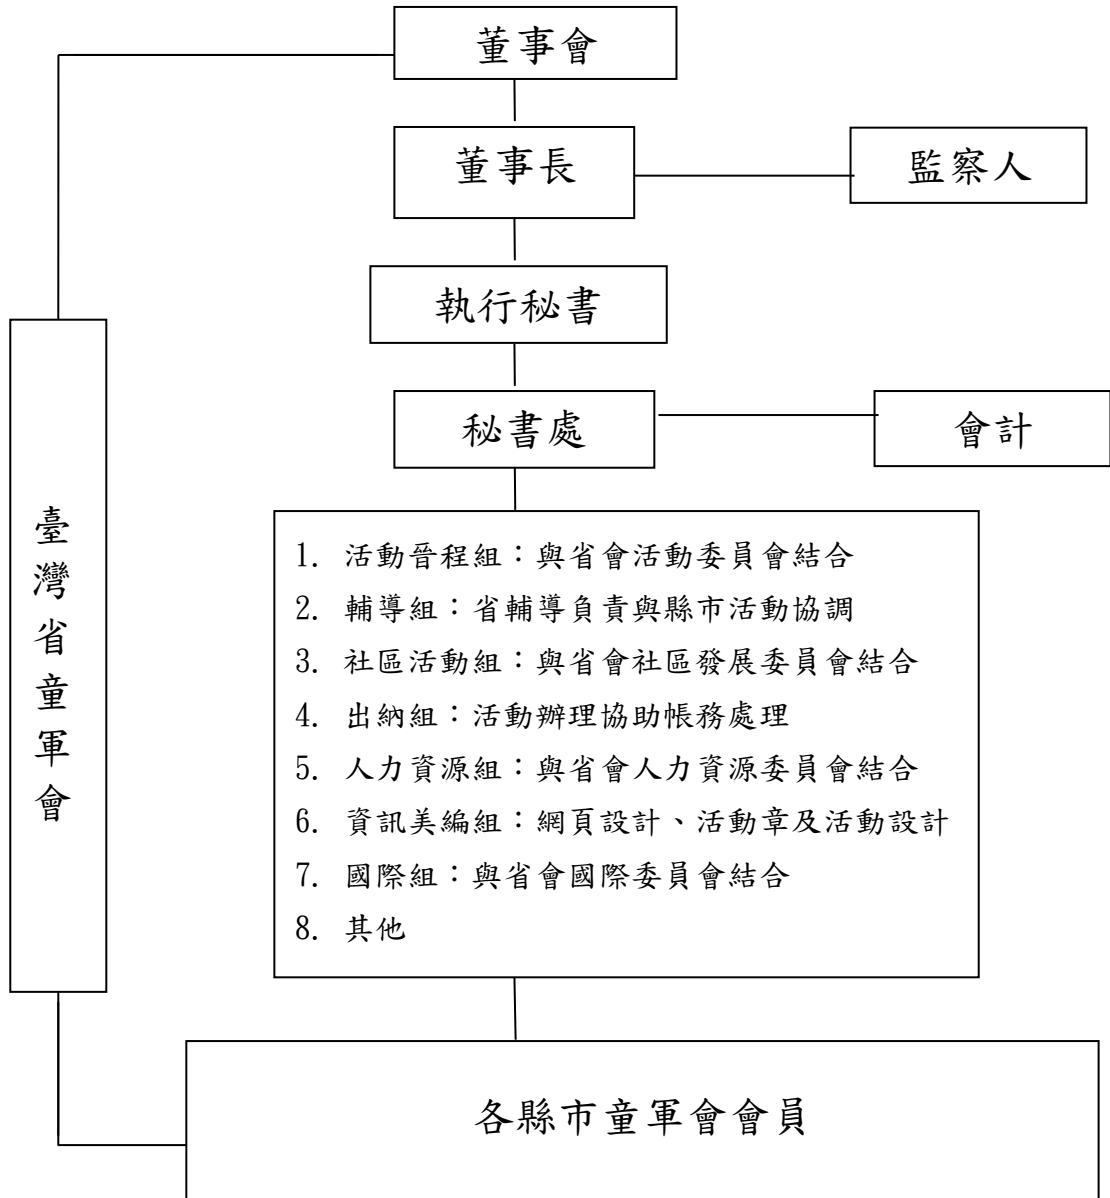 董事會
董事長
監察人
執行秘書
秘書處
會計
臺灣省童軍會
1. 活動晉程組：與省會活動委員會結合
2. 輔導組：省輔導負責與縣市活動協調
3. 社區活動組：與省會社區發展委員會結合
4. 出納組：活動辦理協助帳務處理
5. 人力資源組：與省會人力資源委員會結合
6. 資訊美編組：網頁設計、活動章及活動設計
7. 國際組：與省會國際委員會結合
8. 其他
各縣市童軍會會員